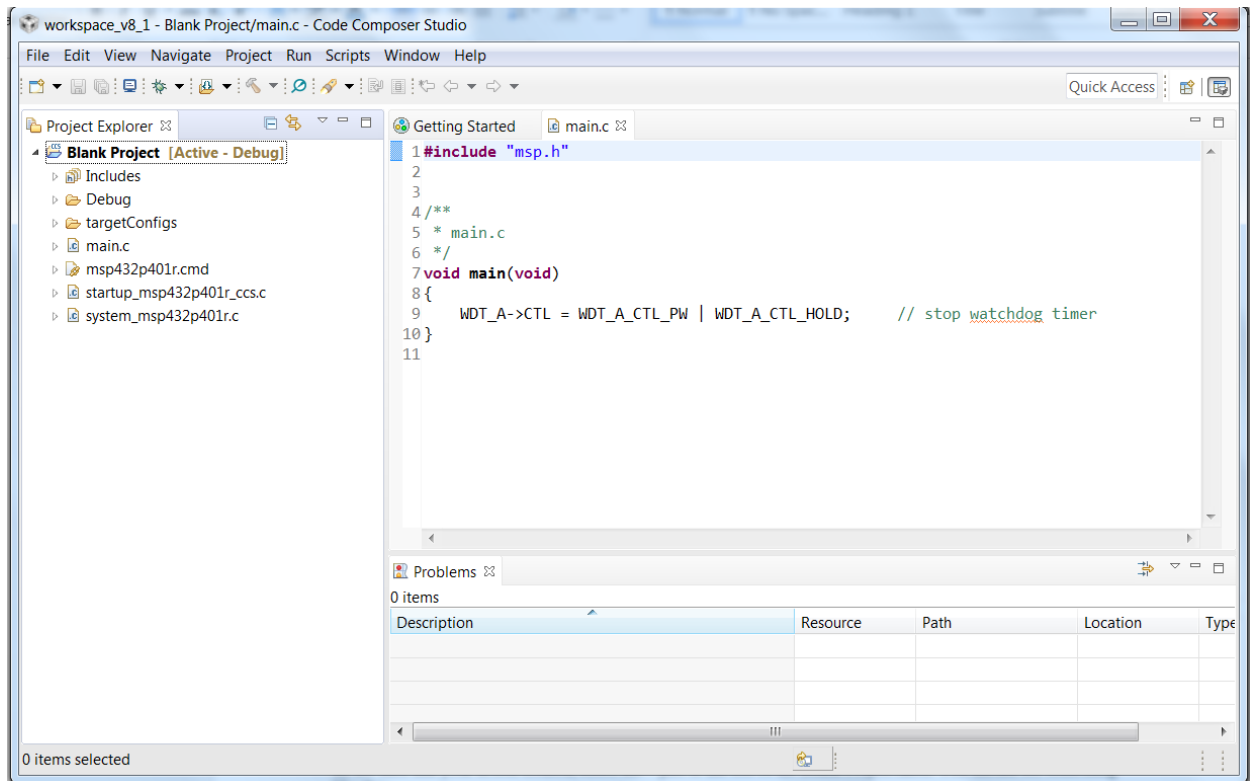 workspace_v8_1 - Blank Project/main.c - Code Composer Studio
File Edit View Navigate Project Run Scripts Window Help
Quick Access
Project Explorer
Blank Project [Active - Debug]
Includes
Debug
targetConfigs
main.c
msp432p401r.cmd
startup_msp432p401r_ccs.c
system_msp432p401r.c
Getting Started main.c
1 #include "msp.h"
2
3
4 /**
5 * main.c
6 */
7 void main(void)
8 {
9 WDT_A->CTL = WDT_A_CTL_PW | WDT_A_CTL_HOLD; // stop watchdog timer
10 }
11
Problems
0 items
Description Resource Path Location Type
0 items selected